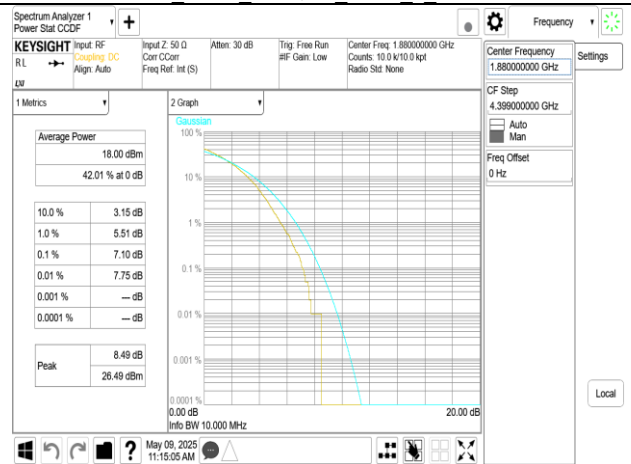 Spectrum Analyzer 1
Power Stat CCDF
Frequency
KEYSIGHT
RL
LXI
Input: RF
Coupling: DC
Align: Auto
Input Z: 50 Ω
Corr CCorr
Freq Ref: Int (S)
Atten: 30 dB
Trig: Free Run
#IF Gain: Low
Center Freq: 1.880000000 GHz
Counts: 10.0 k/10.0 kpt
Radio Std: None
Center Frequency
1.880000000 GHz
Settings
CF Step
4.399000000 GHz
Auto
Man
Freq Offset
0 Hz
1 Metrics
Average Power
18.00 dBm
42.01 % at 0 dB
10.0 % 3.15 dB
1.0 % 5.51 dB
0.1 % 7.10 dB
0.01 % 7.75 dB
0.001 % --- dB
0.0001 % --- dB
Peak 8.49 dB
26.49 dBm
2 Graph
Gaussian
100 %
10 %
1 %
0.1 %
0.01 %
0.001 %
0.0001 %
0.00 dB 20.00 dB
Info BW 10.000 MHz
Local
?
May 09, 2025
11:15:05 AM